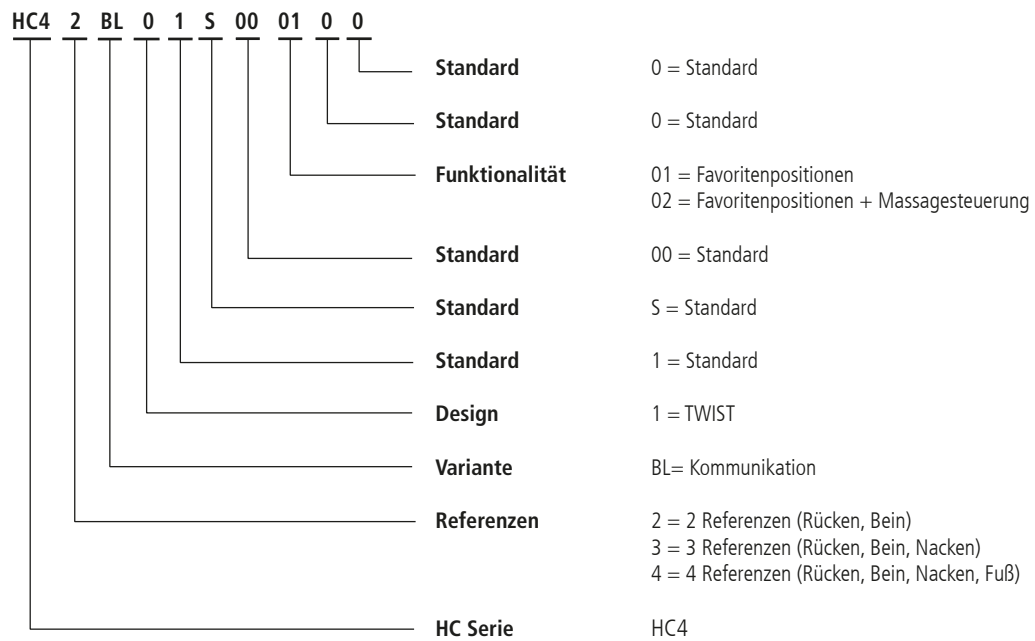 HC4 2 BL 0 1 S 00 01 0 0
Standard 0 = Standard
Standard 0 = Standard
Funktionalität 01 = Favoritenpositionen
02 = Favoritenpositionen + Massagesteuerung
Standard 00 = Standard
Standard S = Standard
Standard 1 = Standard
Design 1 = TWIST
Variante BL= Kommunikation
Referenzen 2 = 2 Referenzen (Rücken, Bein)
3 = 3 Referenzen (Rücken, Bein, Nacken)
4 = 4 Referenzen (Rücken, Bein, Nacken, Fuß)
HC Serie HC4